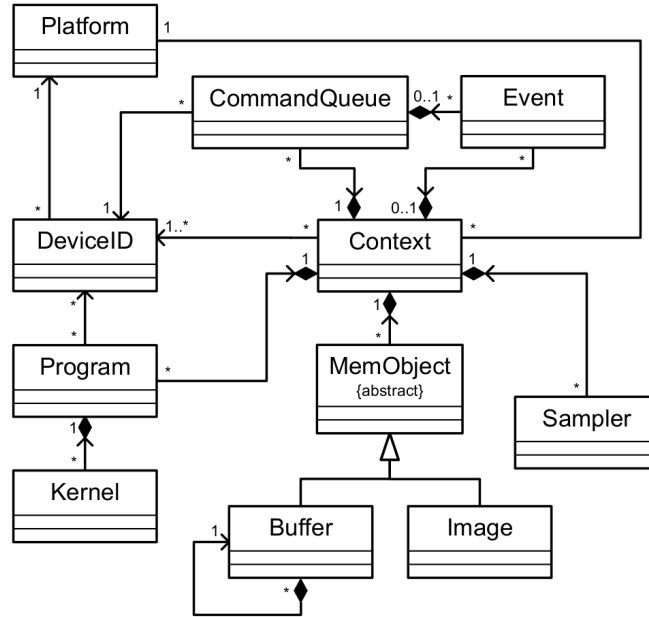 Platform
1
1
CommandQueue
0..1
*
Event
*
*
*
1
*
1
0..1
DeviceID
1..*
*
Context
*
1
1
1
*
*
*
*
Program
MemObject
{abstract}
1
*
*
Sampler
Kernel
1
Buffer
*
Image